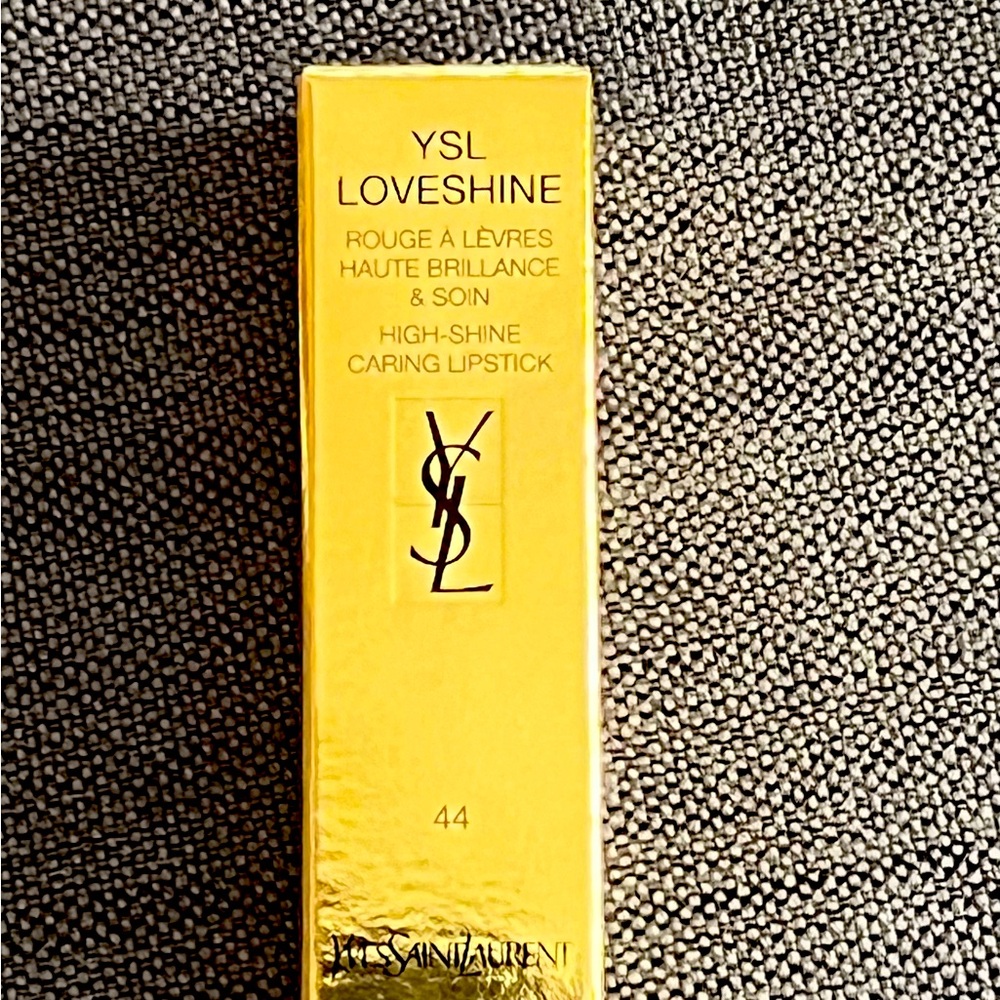 YSL
LOVESHINE
ROUGE À LÈVRES
HAUTE BRILLANCE
& SOIN
HIGH-SHINE
CARING LIPSTICK
YSL
44
YVES SAINT LAURENT